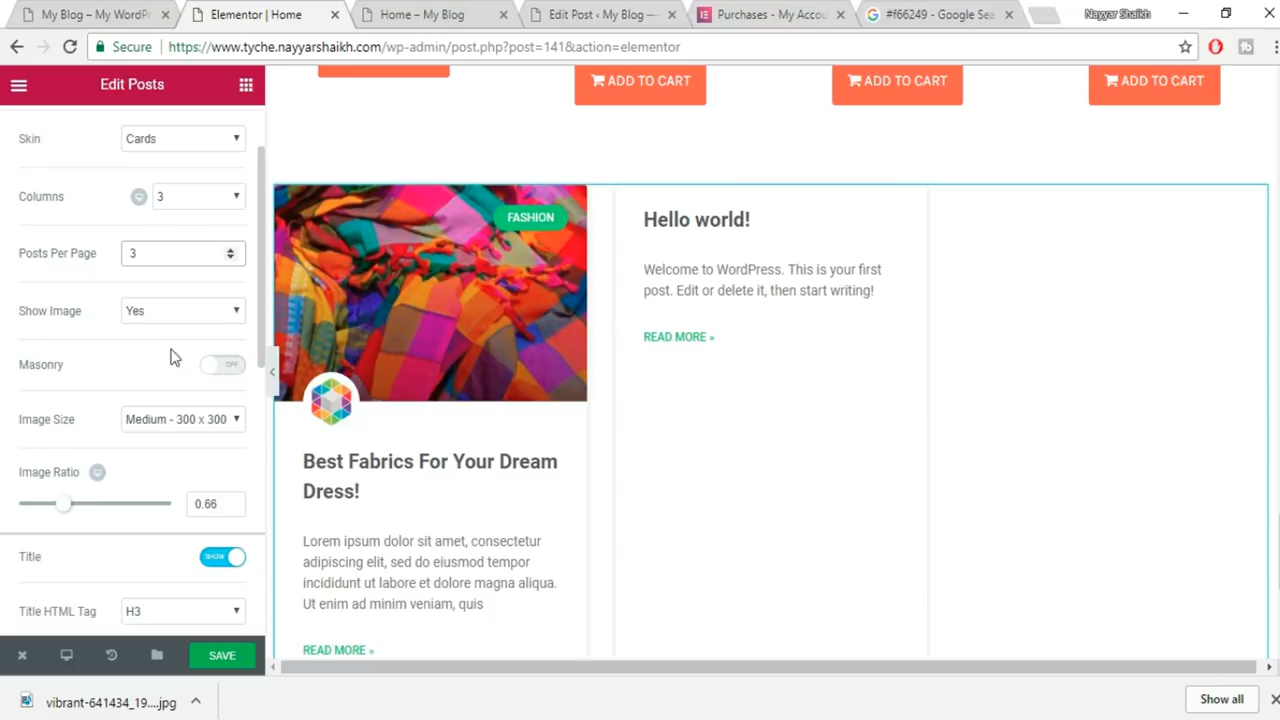 My Blog – My WordPr
Elementor | Home
Home – My Blog
Edit Post ‹ My Blog —
Purchases - My Accou
#f66249 - Google Sea
Nayyar Shaikh
Secure
https://www.tyche.nayyarshaikh.com/wp-admin/post.php?post=141&action=elementor
Edit Posts
Skin
Cards
Columns
3
Posts Per Page
3
Show Image
Yes
Masonry
OFF
Image Size
Medium - 300 x 300
Image Ratio
0.66
Title
SHOW
Title HTML Tag
H3
SAVE
ADD TO CART
ADD TO CART
ADD TO CART
FASHION
Best Fabrics For Your Dream
Dress!
Lorem ipsum dolor sit amet, consectetur
adipiscing elit, sed do eiusmod tempor
incididunt ut labore et dolore magna aliqua.
Ut enim ad minim veniam, quis
READ MORE »
Hello world!
Welcome to WordPress. This is your first
post. Edit or delete it, then start writing!
READ MORE »
vibrant-641434_19....jpg
Show all